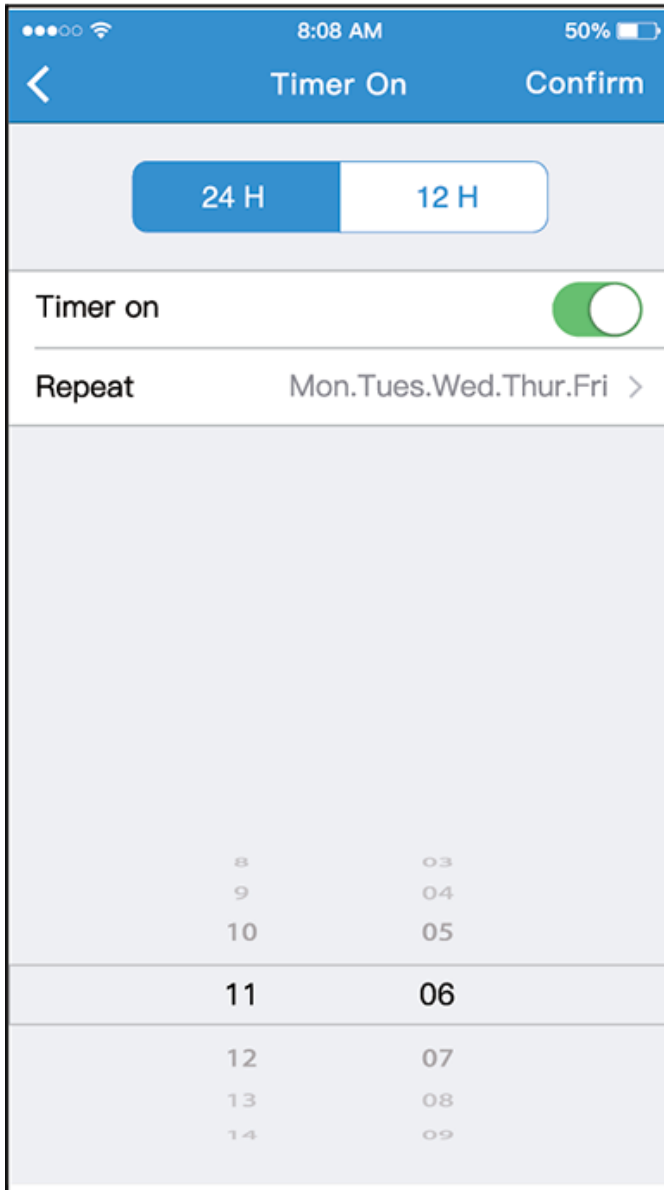 8:08 AM 50%
Timer On Confirm
24 H 12 H
Timer on
Repeat Mon.Tues.Wed.Thur.Fri >
8 03
9 04
10 05
11 06
12 07
13 08
14 09